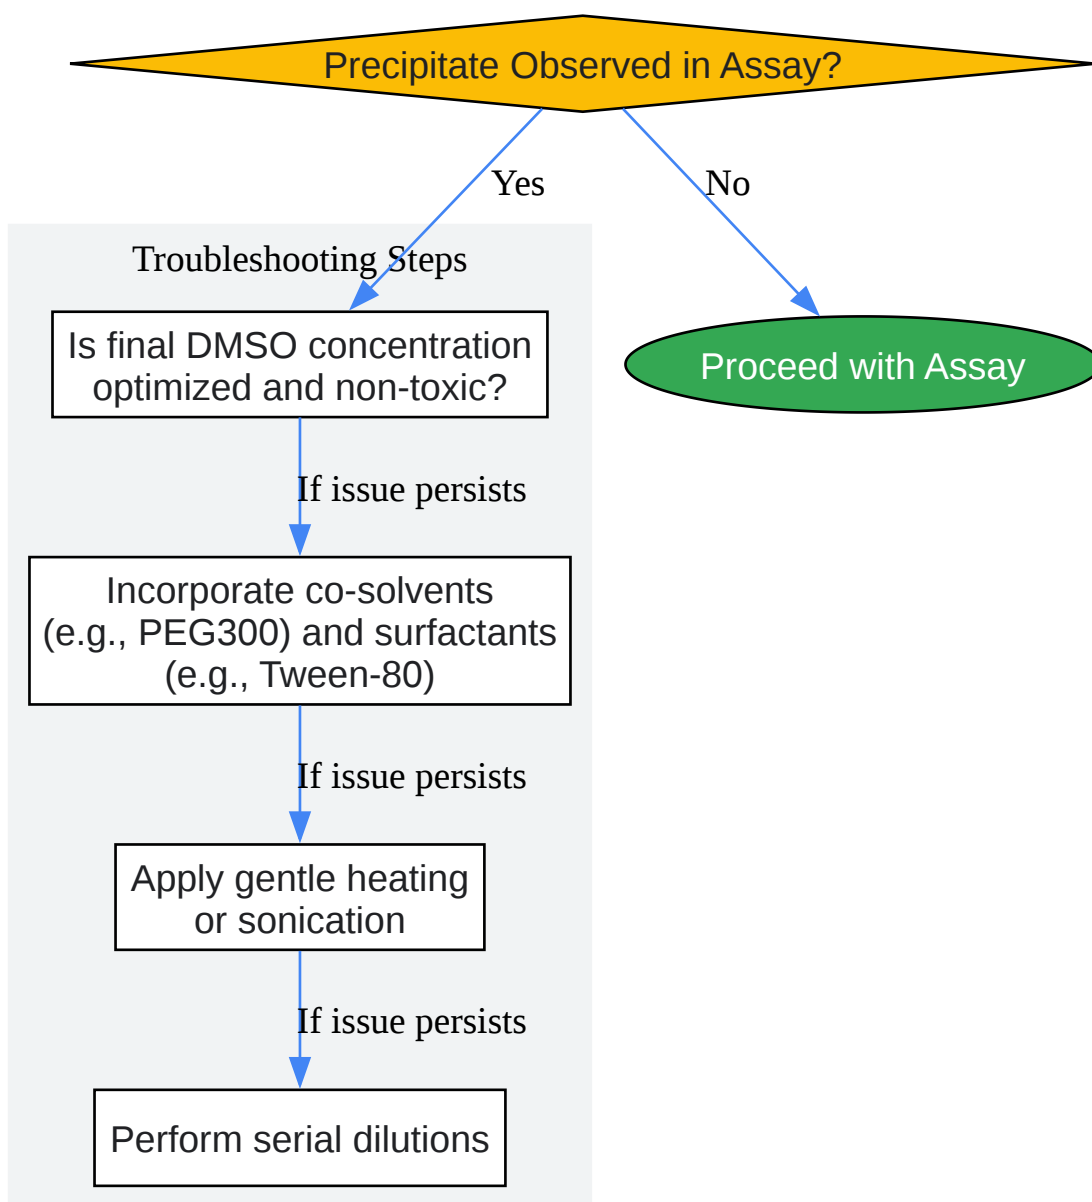 Precipitate Observed in Assay?
Yes
No
Troubleshooting Steps
Is final DMSO concentration
optimized and non-toxic?
Proceed with Assay
If issue persists
Incorporate co-solvents
(e.g., PEG300) and surfactants
(e.g., Tween-80)
If issue persists
Apply gentle heating
or sonication
If issue persists
Perform serial dilutions